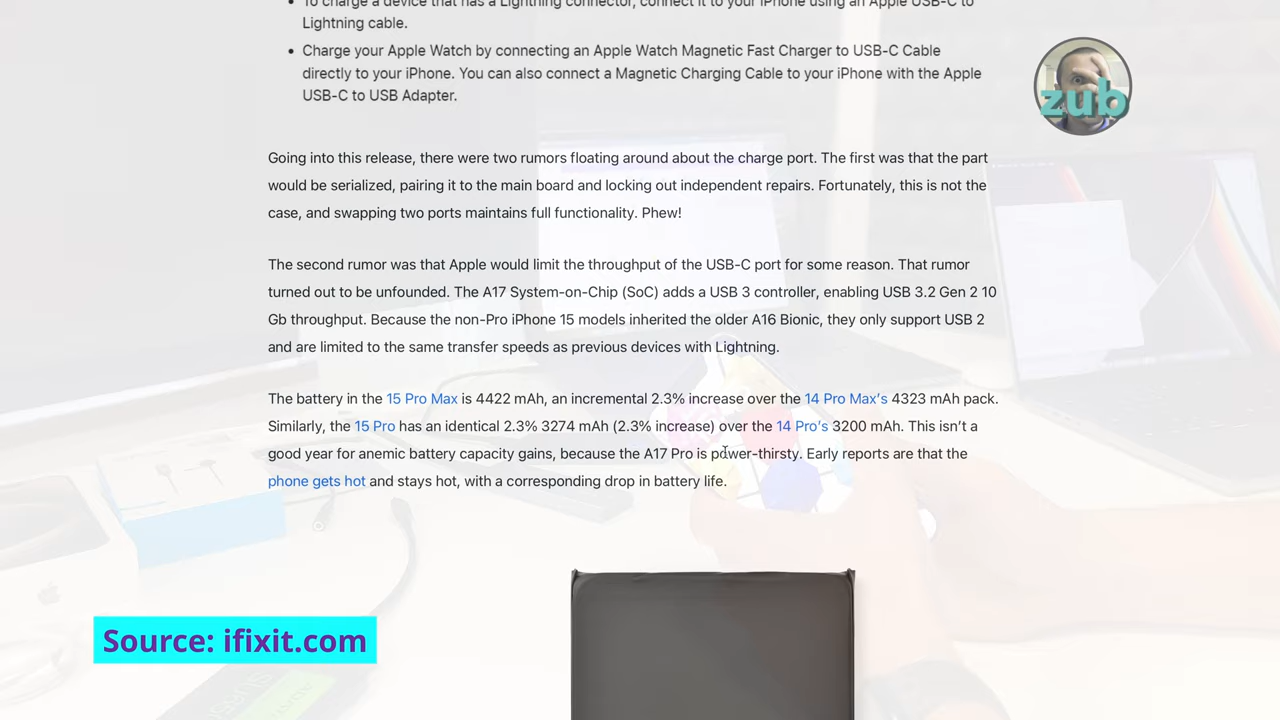 To charge a device that has a Lightning connector, connect it to your iPhone using an Apple USB-C to
Lightning cable.
Charge your Apple Watch by connecting an Apple Watch Magnetic Fast Charger to USB-C Cable
directly to your iPhone. You can also connect a Magnetic Charging Cable to your iPhone with the Apple
USB-C to USB Adapter.
zub
Going into this release, there were two rumors floating around about the charge port. The first was that the part
would be serialized, pairing it to the main board and locking out independent repairs. Fortunately, this is not the
case, and swapping two ports maintains full functionality. Phew!
The second rumor was that Apple would limit the throughput of the USB-C port for some reason. That rumor
turned out to be unfounded. The A17 System-on-Chip (SoC) adds a USB 3 controller, enabling USB 3.2 Gen 2 10
Gb throughput. Because the non-Pro iPhone 15 models inherited the older A16 Bionic, they only support USB 2
and are limited to the same transfer speeds as previous devices with Lightning.
The battery in the 15 Pro Max is 4422 mAh, an incremental 2.3% increase over the 14 Pro Max’s 4323 mAh pack.
Similarly, the 15 Pro has an identical 2.3% 3274 mAh (2.3% increase) over the 14 Pro’s 3200 mAh. This isn’t a
good year for anemic battery capacity gains, because the A17 Pro is power-thirsty. Early reports are that the
phone gets hot and stays hot, with a corresponding drop in battery life.
Source: ifixit.com